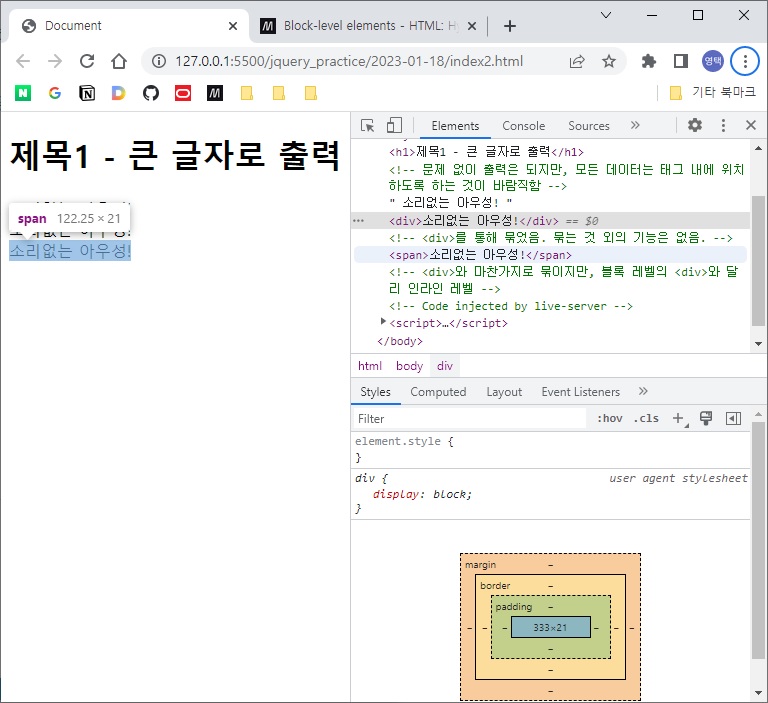 Document
Block-level elements - HTML: Hy
127.0.0.1:5500/jquery_practice/2023-01-18/index2.html
영택
기타 북마크
제목1 - 큰 글자로 출력
span 122.25 × 21
소리없는 아우성!
소리없는 아우성!
Elements Console Sources
<h1>제목1 - 큰 글자로 출력</h1>
<!-- 문제 없이 출력은 되지만, 모든 데이터는 태그 내에 위치
하도록 하는 것이 바람직함 -->
" 소리없는 아우성! "
<div>소리없는 아우성!</div> == $0
<!-- <div>를 통해 묶었음. 묶는 것 외의 기능은 없음. -->
<span>소리없는 아우성!</span>
<!-- <div>와 마찬가지로 묶이지만, 블록 레벨의 <div>와 달
리 인라인 레벨 -->
<!-- Code injected by live-server -->
<script>…</script>
</body>
html body div
Styles Computed Layout Event Listeners
Filter :hov .cls
element.style {
}
div { user agent stylesheet
display: block;
}
margin -
border -
padding -
- - - 333×21 - - -
-
-
-